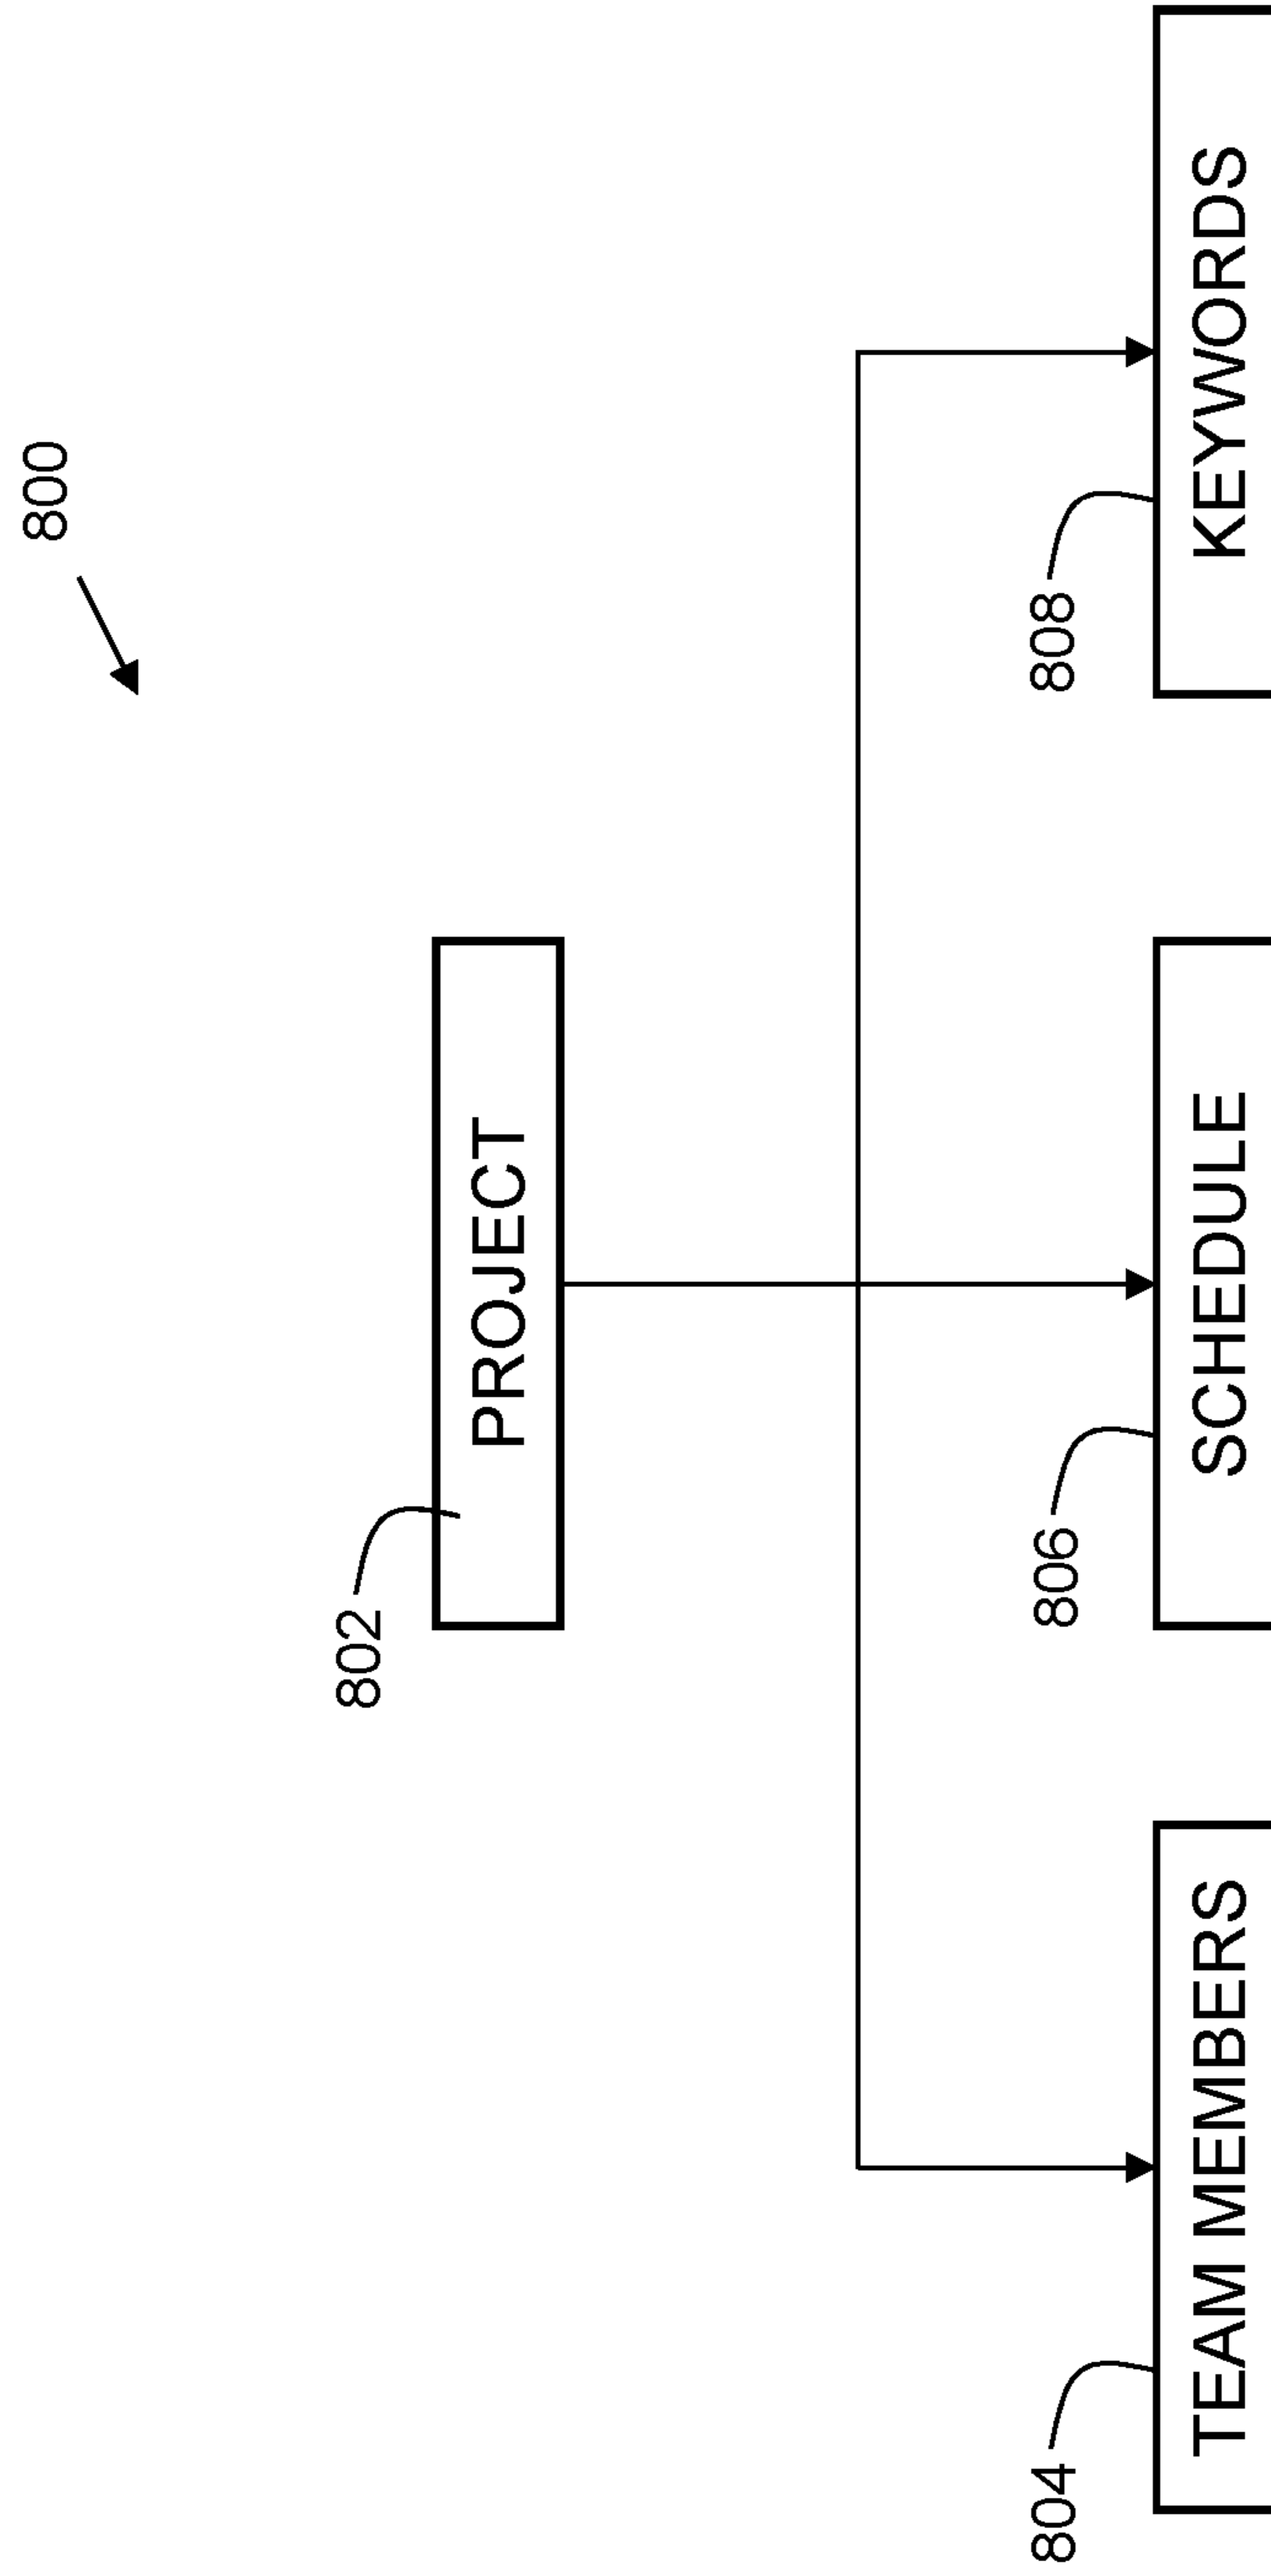 800
802
PROJECT
804
806
808
TEAM MEMBERS
SCHEDULE
KEYWORDS